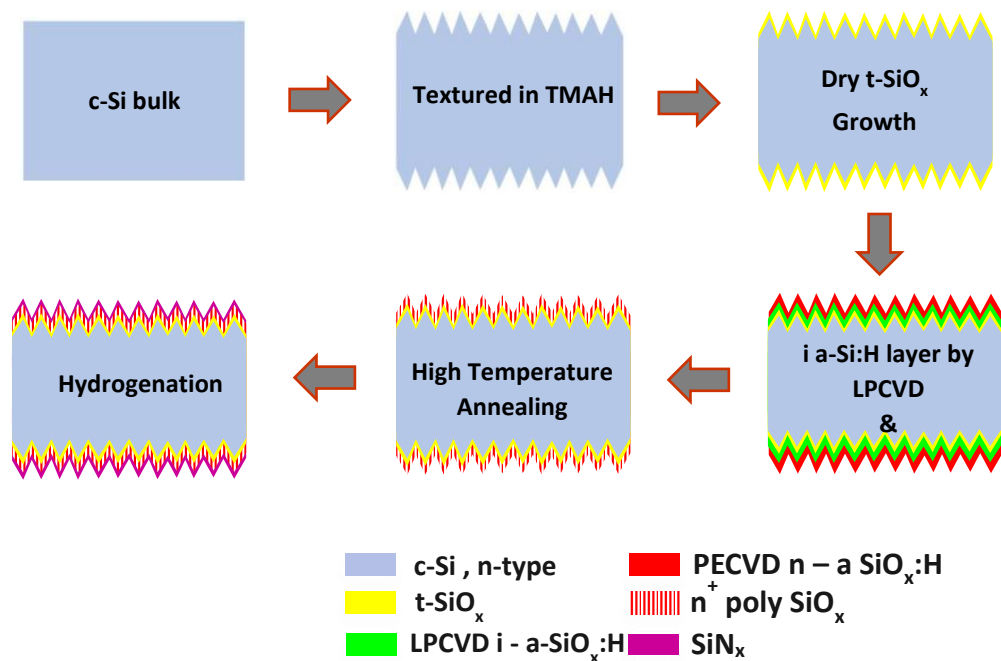 c-Si bulk
Textured in TMAH
Dry t-SiOₓ
Growth
i a-Si:H layer by
LPCVD
&
High Temperature
Annealing
Hydrogenation
c-Si , n-type
t-SiOₓ
LPCVD i - a-SiOₓ:H
PECVD n – a SiOₓ:H
n⁺ poly SiOₓ
SiNₓ